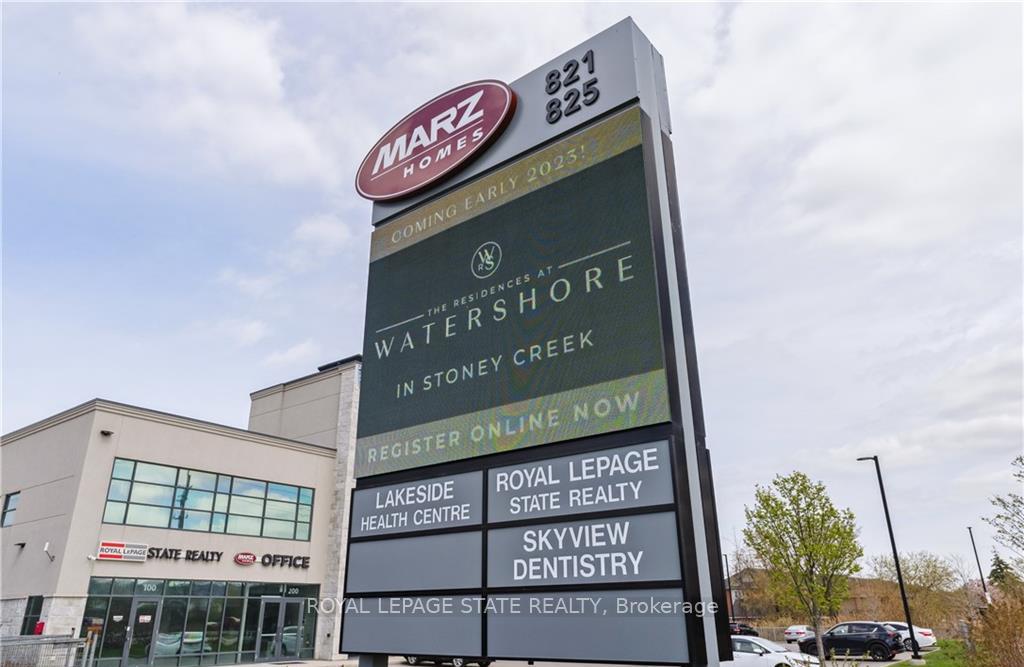 821
825
MARZ
HOMES
COMING EARLY 2023!
WRS
THE RESIDENCES AT
WATERSHORE
IN STONEY CREEK
REGISTER ONLINE NOW
LAKESIDE
HEALTH CENTRE
ROYAL LEPAGE
STATE REALTY
SKYVIEW
DENTISTRY
ROYAL LEPAGE STATE REALTY MARZ OFFICE
100
200
ROYAL LEPAGE STATE REALTY, Brokerage